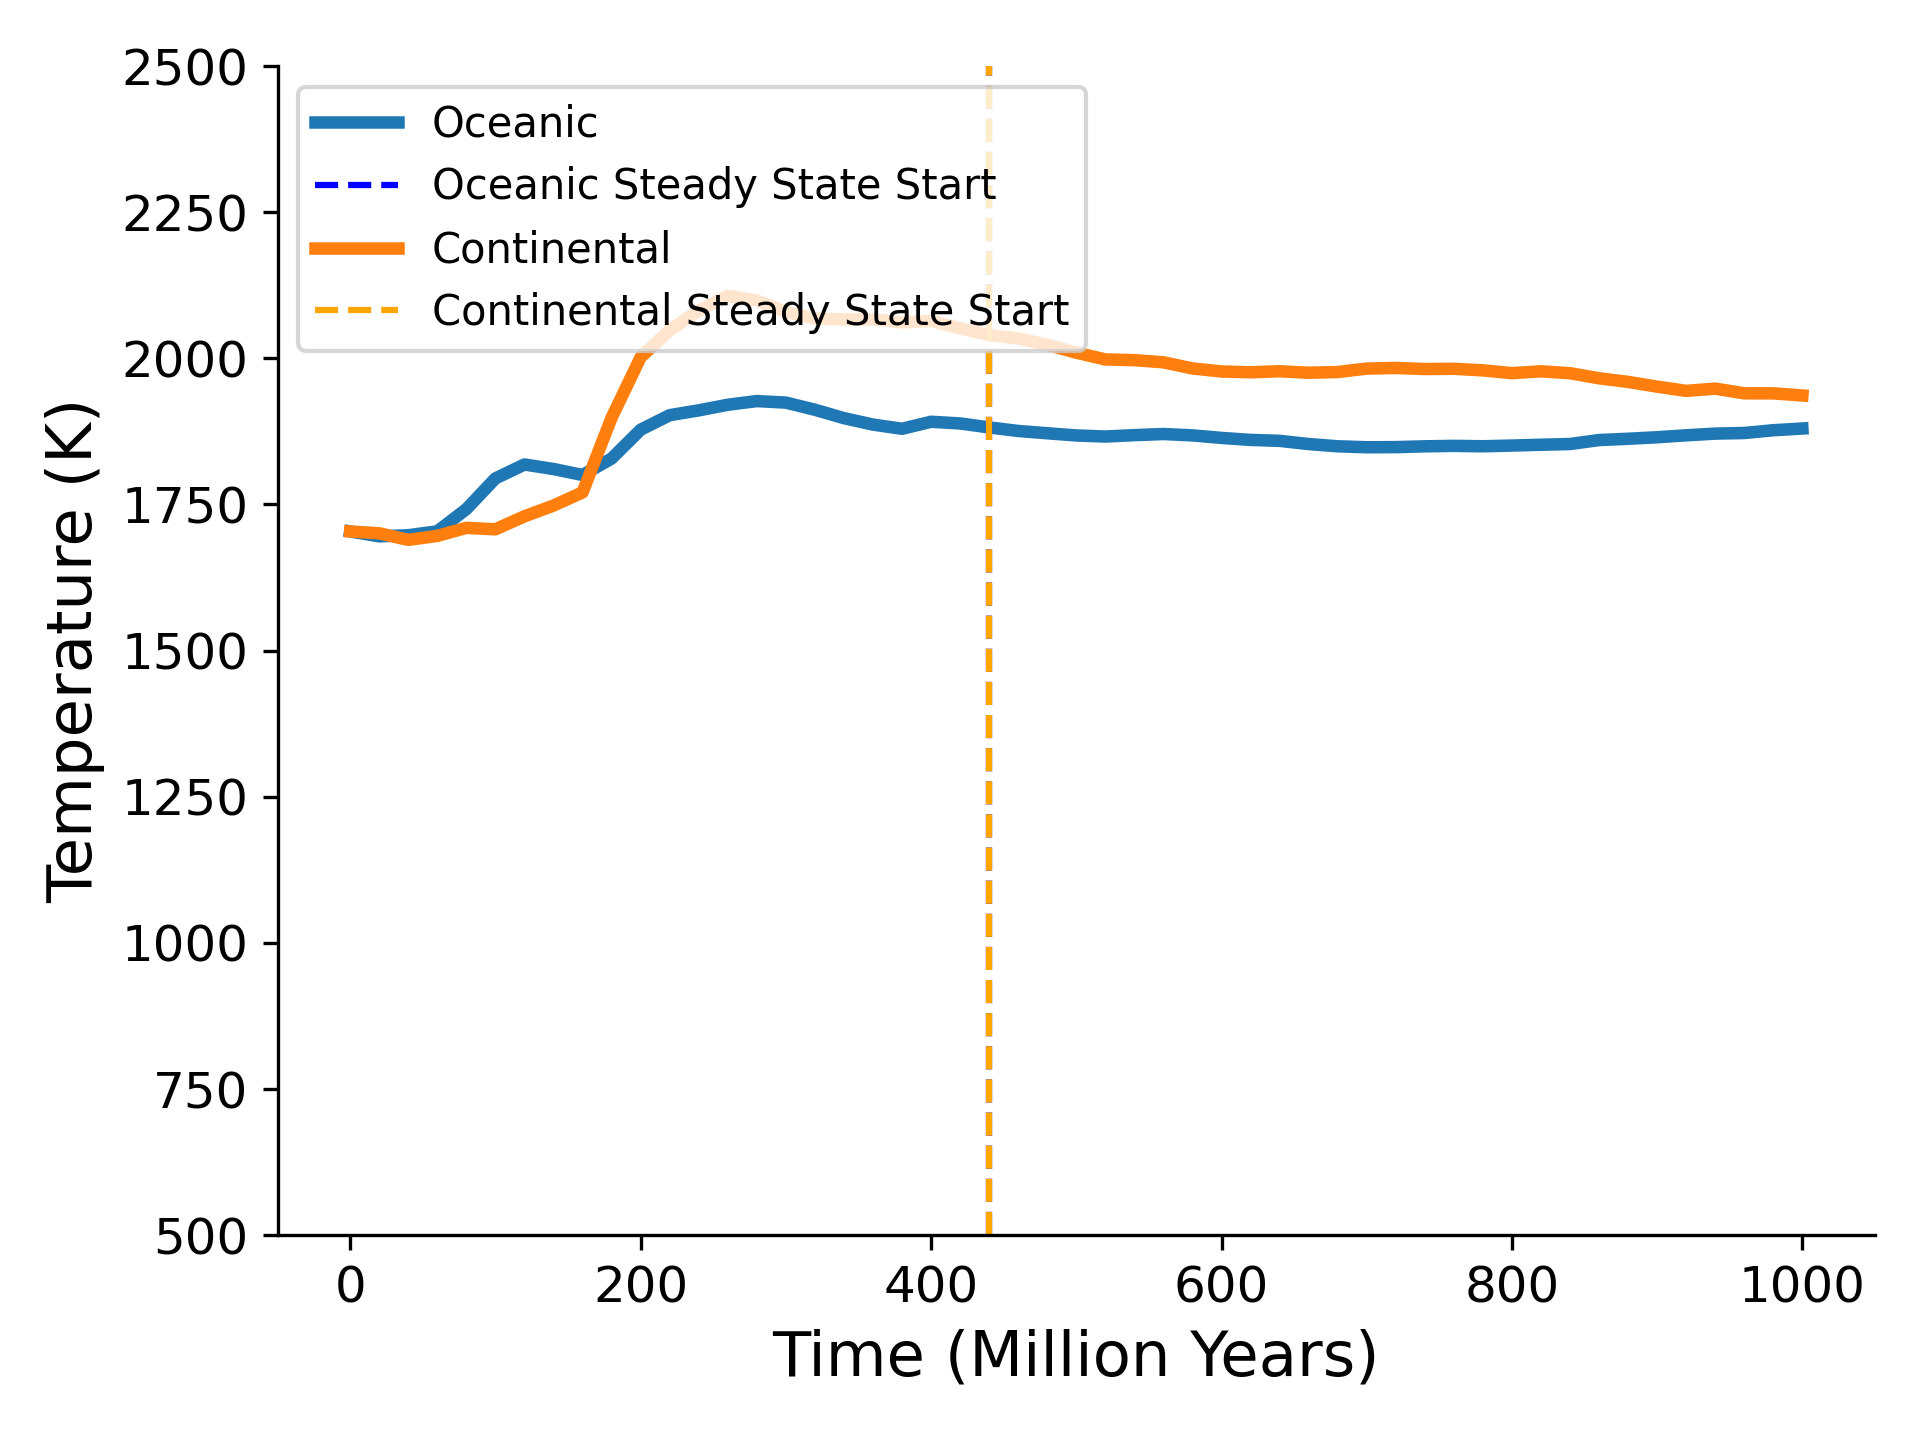 2500
2250
2000
1750
1500
1250
1000
750
500
Temperature (K)
Oceanic
Oceanic Steady State Start
Continental
Continental Steady State Start
0 200 400 600 800 1000
Time (Million Years)